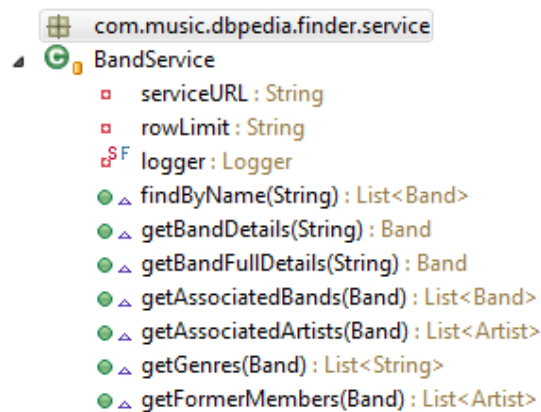 com.music.dbpedia.finder.service
C BandService
serviceURL : String
rowLimit : String
S F logger : Logger
findByName(String) : List<Band>
getBandDetails(String) : Band
getBandFullDetails(String) : Band
getAssociatedBands(Band) : List<Band>
getAssociatedArtists(Band) : List<Artist>
getGenres(Band) : List<String>
getFormerMembers(Band) : List<Artist>